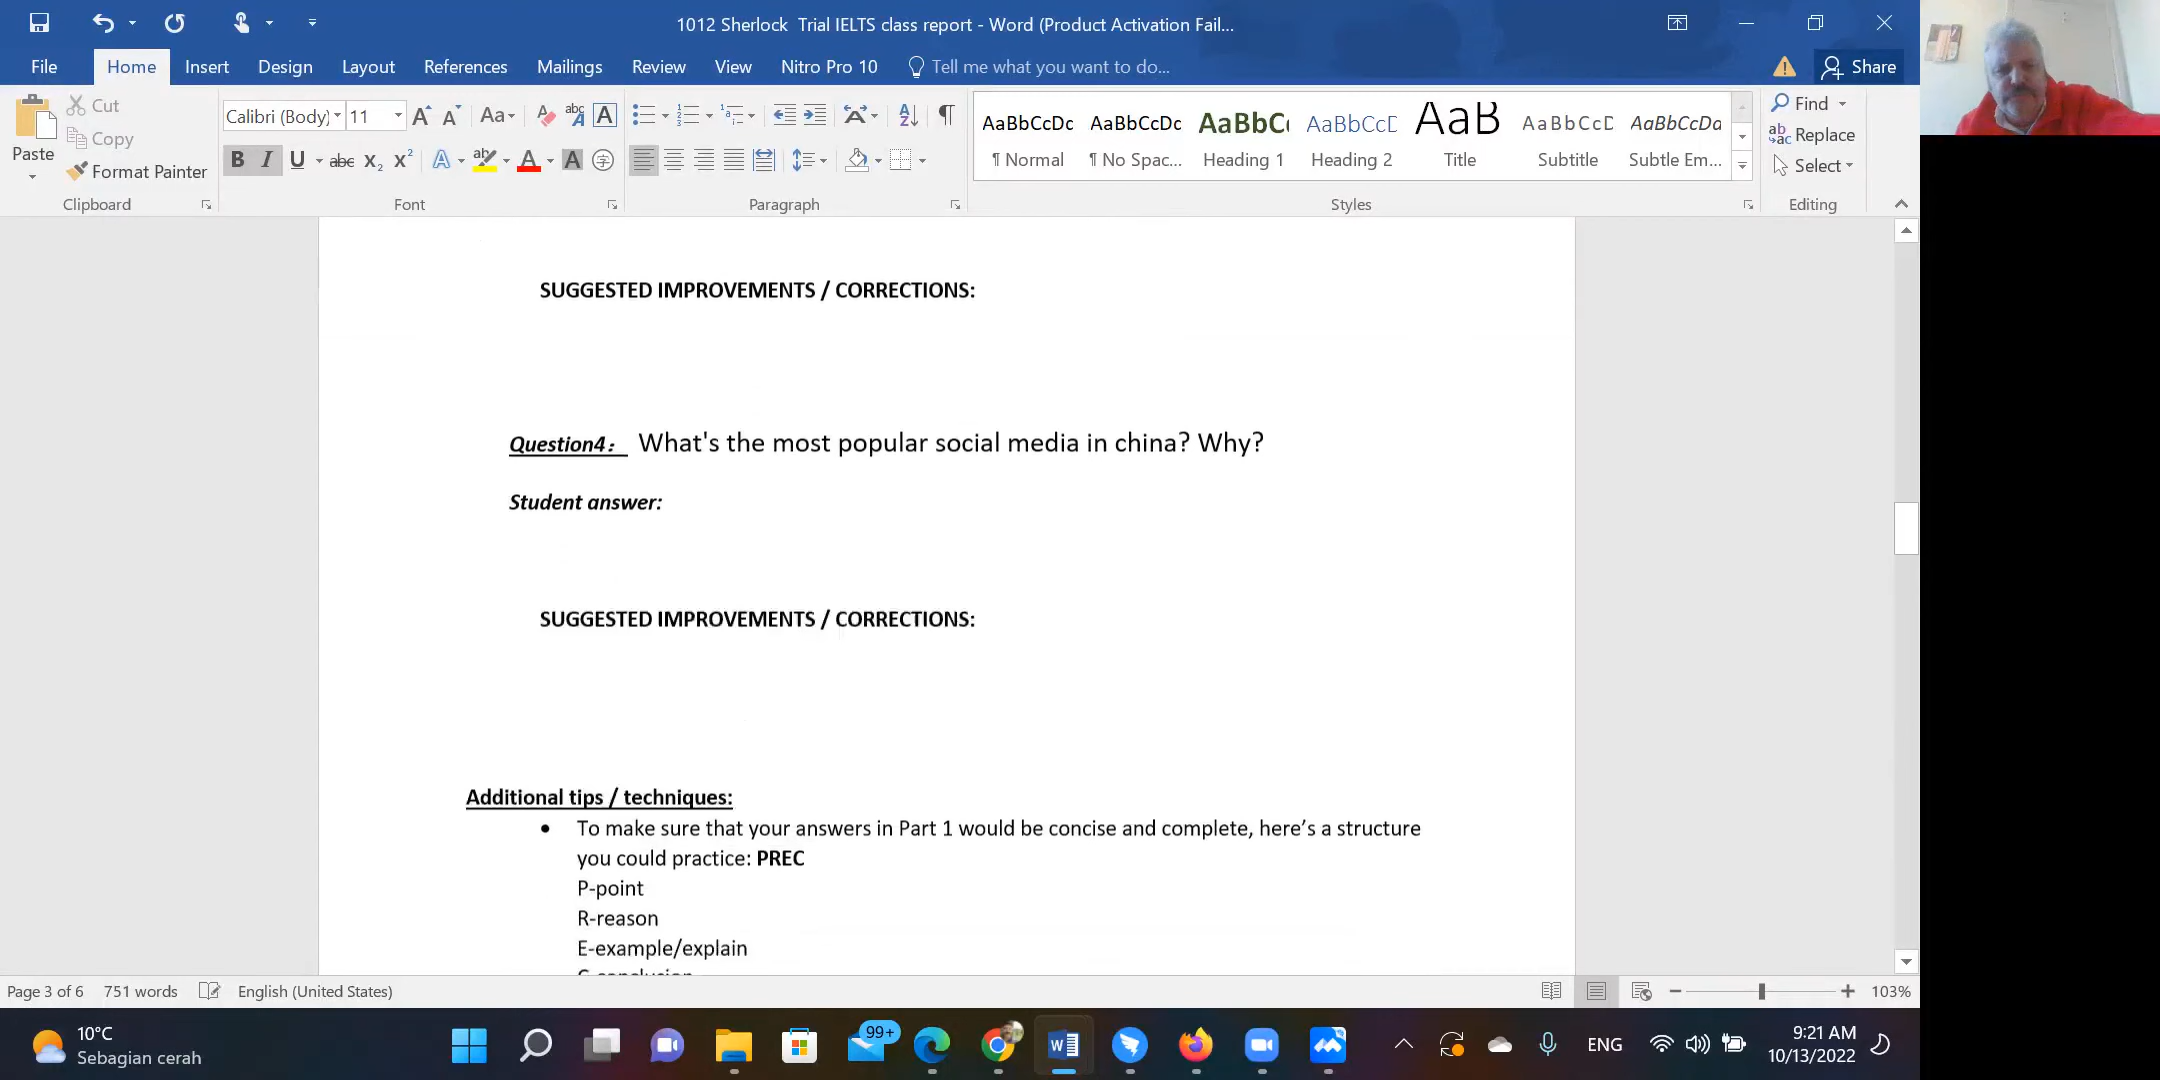 1012 Sherlock  Trial IELTS class report - Word (Product Activation Fail...
File Home Insert Design Layout References Mailings Review View Nitro Pro 10 Tell me what you want to do... Share
Paste Cut Copy Format Painter
Calibri (Body) 11
AaBbCcDc AaBbCcDc AaBbC AaBbCcD AaB AaBbCcD AaBbCcDd
¶ Normal ¶ No Spac... Heading 1 Heading 2 Title Subtitle Subtle Em...
Find
Replace
Select
Clipboard Font Paragraph Styles Editing
SUGGESTED IMPROVEMENTS / CORRECTIONS:
Question4： What's the most popular social media in china? Why?
Student answer:
SUGGESTED IMPROVEMENTS / CORRECTIONS:
Additional tips / techniques:
• To make sure that your answers in Part 1 would be concise and complete, here’s a structure
you could practice: PREC
P-point
R-reason
E-example/explain
C-conclusion
Page 3 of 6 751 words English (United States) 103%
10°C
Sebagian cerah
99+
ENG
9:21 AM
10/13/2022